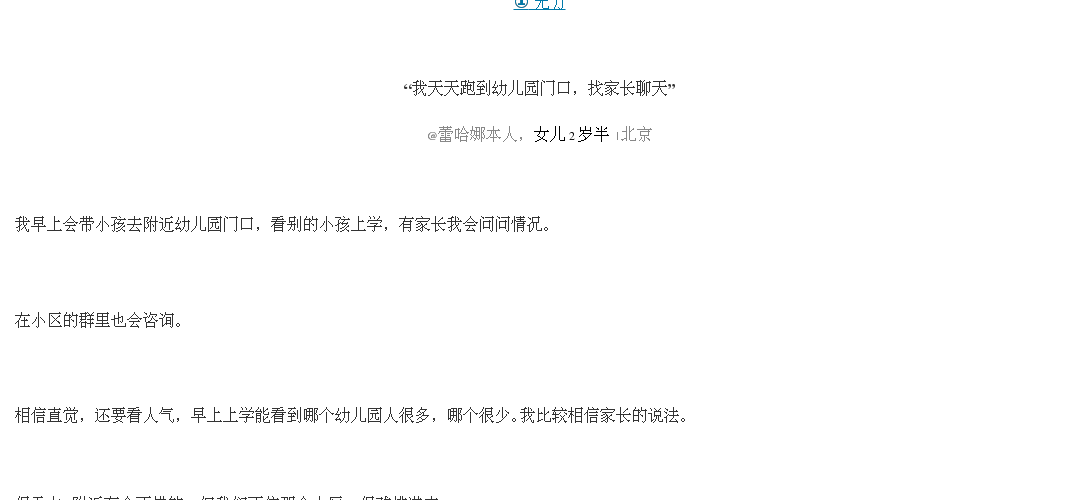 “我天天跑到幼儿园门口，找家长聊天”
@蕾哈娜本人，女儿 2 岁半 |北京
我早上会带小孩去附近幼儿园门口，看别的小孩上学，有家长我会问问情况。
在小区的群里也会咨询。
相信直觉，还要看人气，早上上学能看到哪个幼儿园人很多，哪个很少。我比较相信家长的说法。